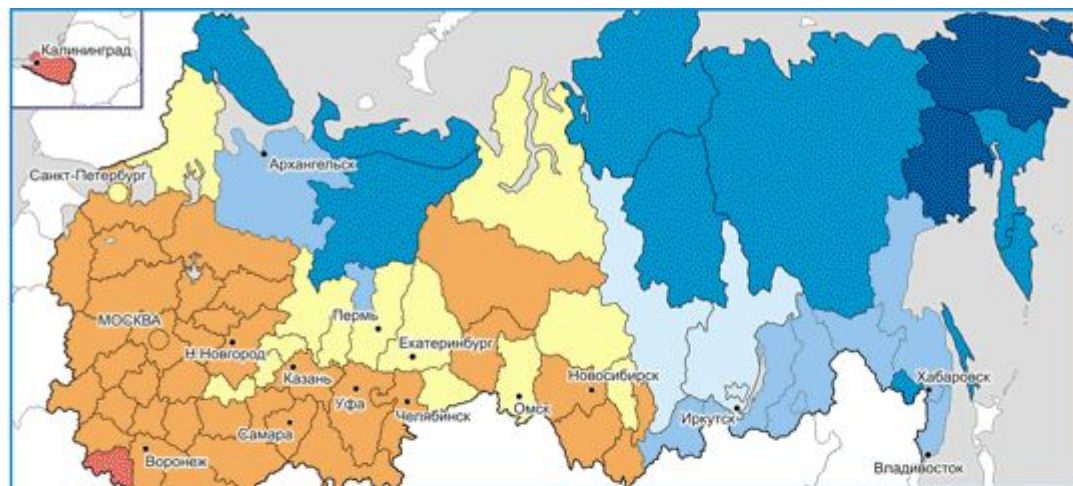 Калининград
Архангельск
Санкт-Петербург
МОСКВА
Пермь
Н.Новгород
Екатеринбург
Казань
Новосибирск
Уфа
Челябинск
Омск
Хабаровск
Самара
Иркутск
Воронеж
Владивосток